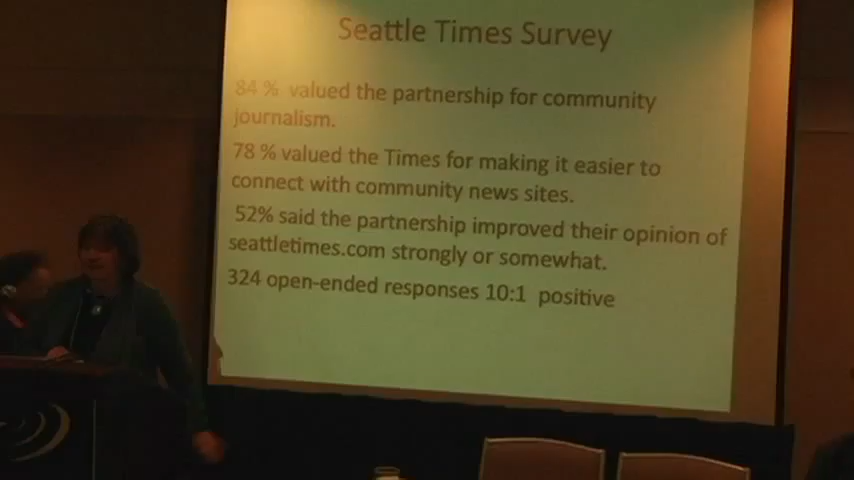 Seattle Times Survey
84 % valued the partnership for community
journalism.
78 % valued the Times for making it easier to
connect with community news sites.
52% said the partnership improved their opinion of
seattletimes.com strongly or somewhat.
324 open-ended responses 10:1 positive